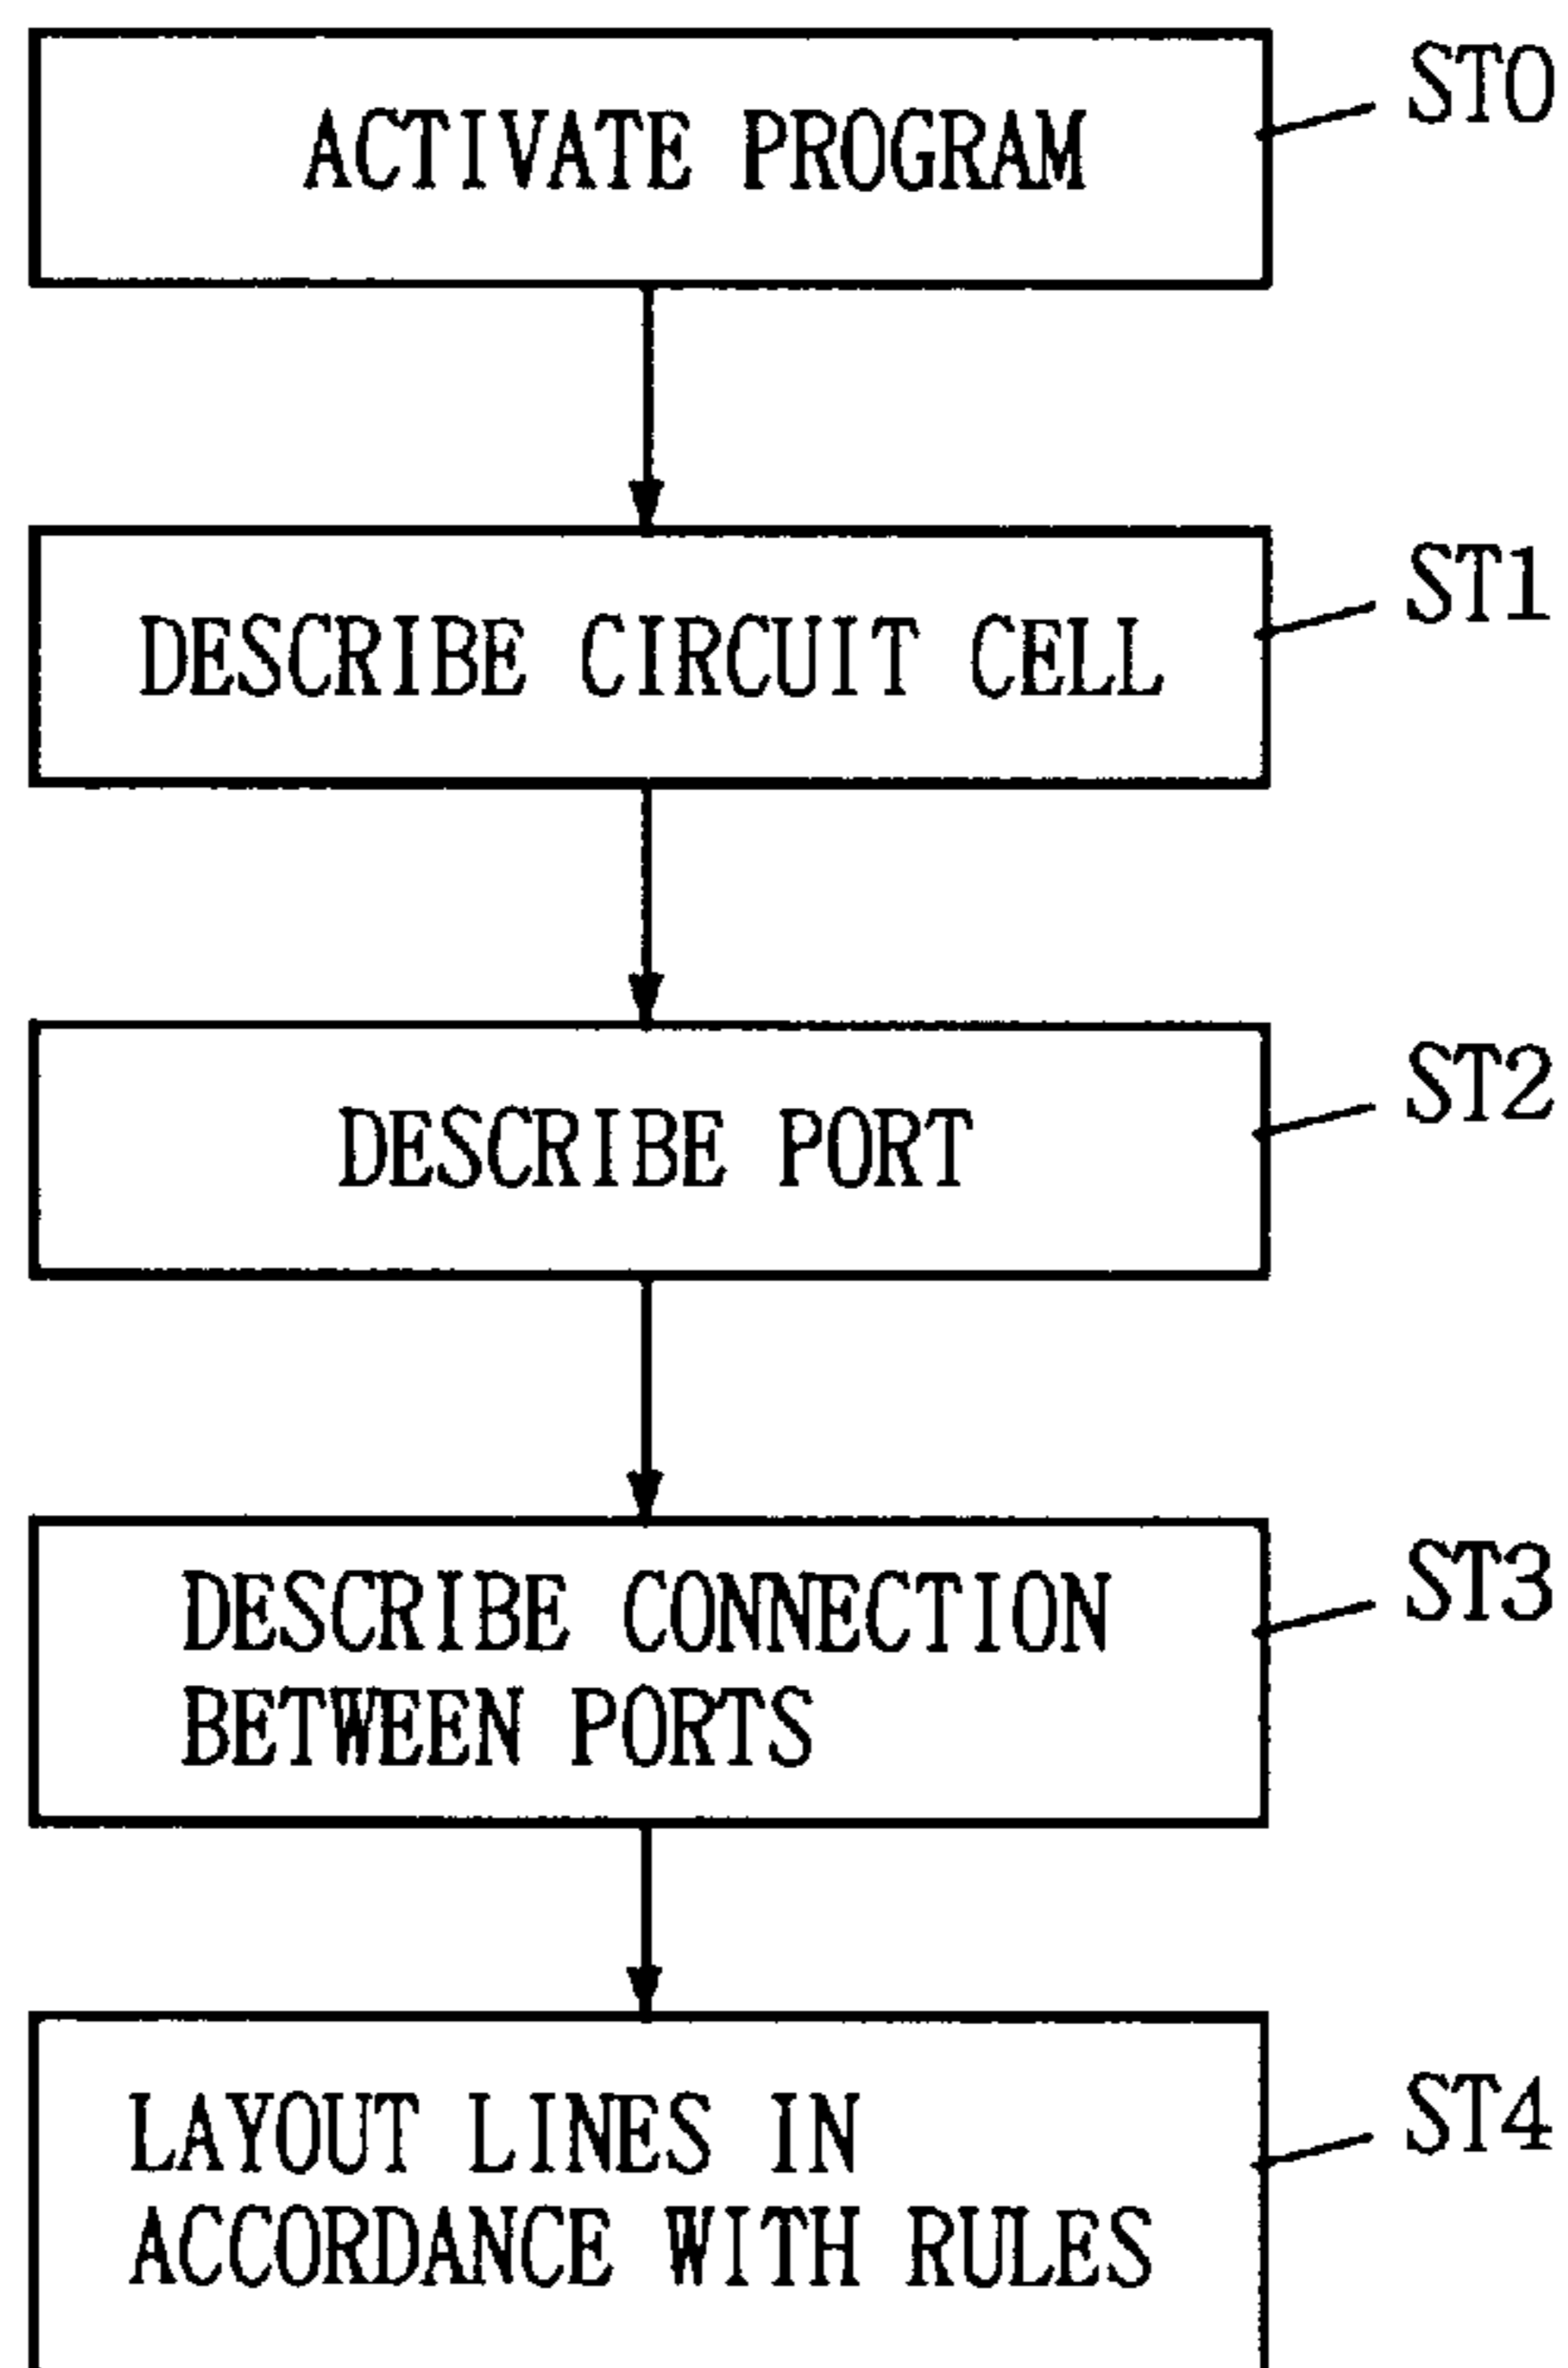 ACTIVATE PROGRAM
ST0
DESCRIBE CIRCUIT CELL
ST1
DESCRIBE PORT
ST2
DESCRIBE CONNECTION
BETWEEN PORTS
ST3
LAYOUT LINES IN
ACCORDANCE WITH RULES
ST4